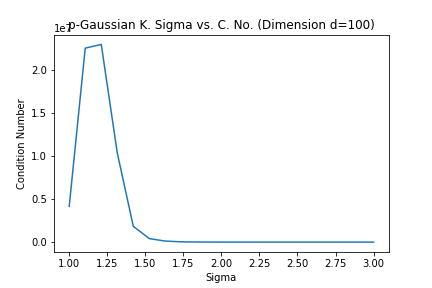 1e7
p-Gaussian K. Sigma vs. C. No. (Dimension d=100)
2.0
1.5
1.0
0.5
0.0
Condition Number
1.00 1.25 1.50 1.75 2.00 2.25 2.50 2.75 3.00
Sigma